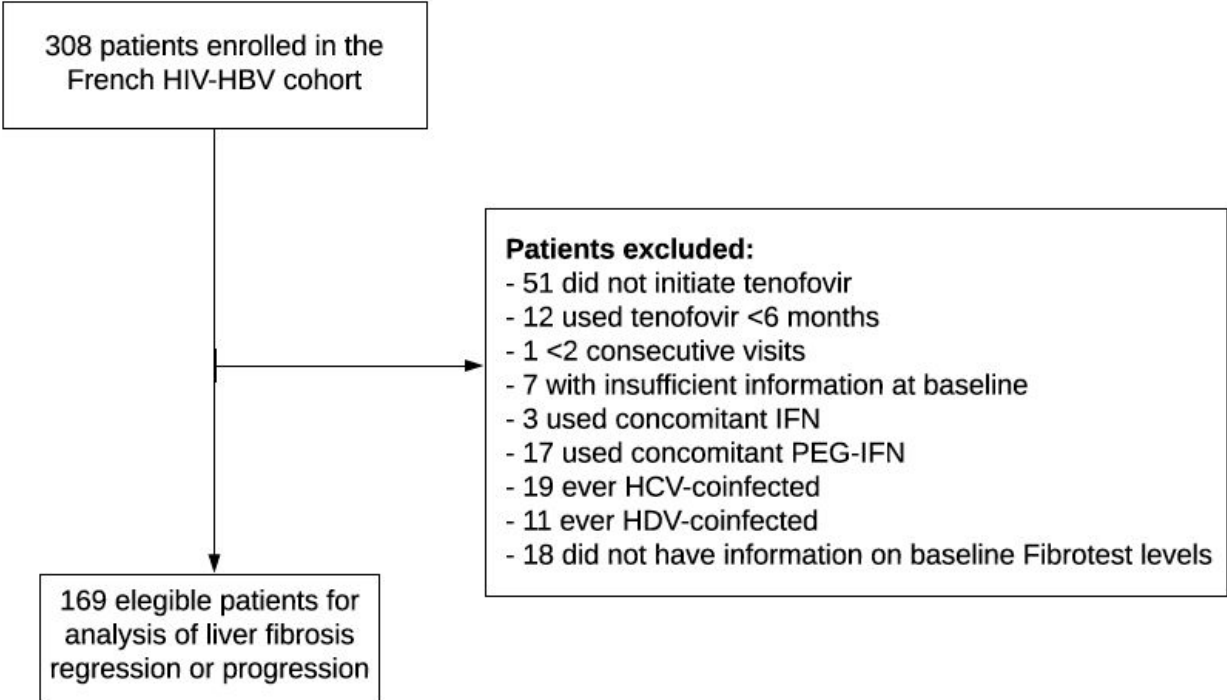 308 patients enrolled in the
French HIV-HBV cohort
Patients excluded:
- 51 did not initiate tenofovir
- 12 used tenofovir <6 months
- 1 <2 consecutive visits
- 7 with insufficient information at baseline
- 3 used concomitant IFN
- 17 used concomitant PEG-IFN
- 19 ever HCV-coinfected
- 11 ever HDV-coinfected
- 18 did not have information on baseline Fibrotest levels
169 elegible patients for
analysis of liver fibrosis
regression or progression